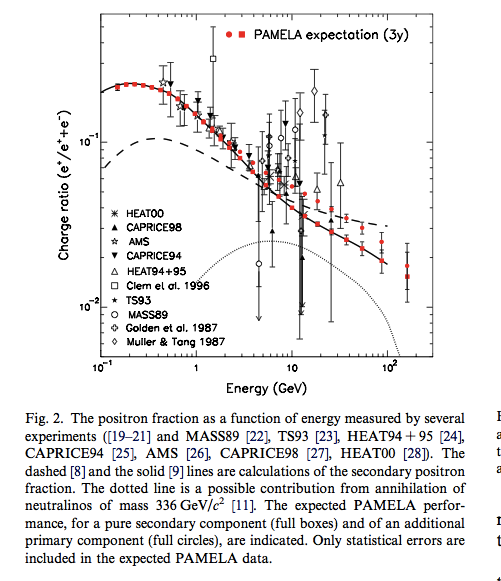 PAMELA expectation (3y)
Charge ratio (e⁺/e⁺+e⁻)
10⁻¹
10⁻²
HEAT00
CAPRICE98
AMS
CAPRICE94
HEAT94+95
Clem et al. 1996
TS93
MASS89
Golden et al. 1987
Muller & Tang 1987
10⁻¹ 1 10 10²
Energy (GeV)
Fig. 2. The positron fraction as a function of energy measured by several
experiments ([19–21] and MASS89 [22], TS93 [23], HEAT94 + 95 [24],
CAPRICE94 [25], AMS [26], CAPRICE98 [27], HEAT00 [28]). The
dashed [8] and the solid [9] lines are calculations of the secondary positron
fraction. The dotted line is a possible contribution from annihilation of
neutralinos of mass 336 GeV/c² [11]. The expected PAMELA perfor-
mance, for a pure secondary component (full boxes) and of an additional
primary component (full circles), are indicated. Only statistical errors are
included in the expected PAMELA data.